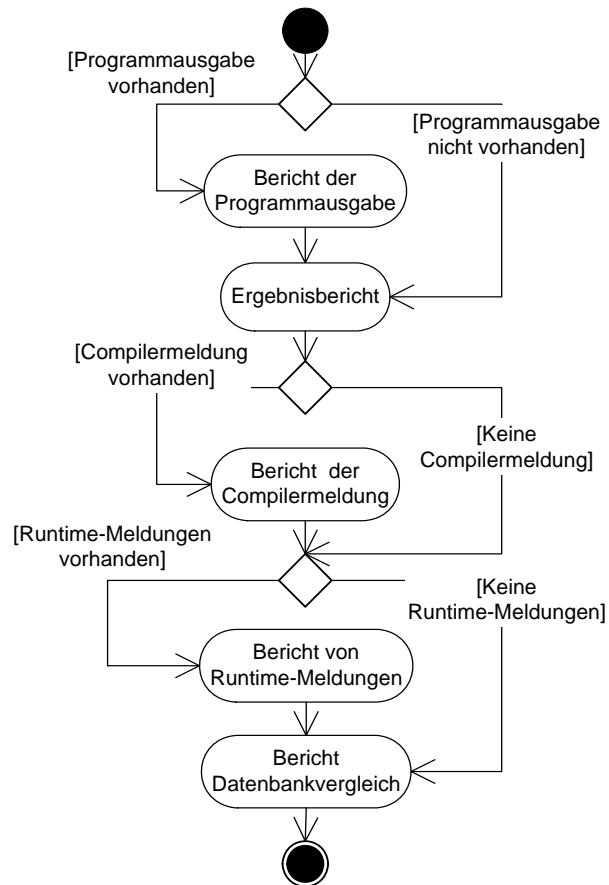 [Programmausgabe
vorhanden]
[Programmausgabe
nicht vorhanden]
Bericht der
Programmausgabe
Ergebnisbericht
[Compilermeldung
vorhanden]
[Keine
Compilermeldung]
Bericht der
Compilermeldung
[Runtime-Meldungen
vorhanden]
[Keine
Runtime-Meldungen]
Bericht von
Runtime-Meldungen
Bericht
Datenbankvergleich